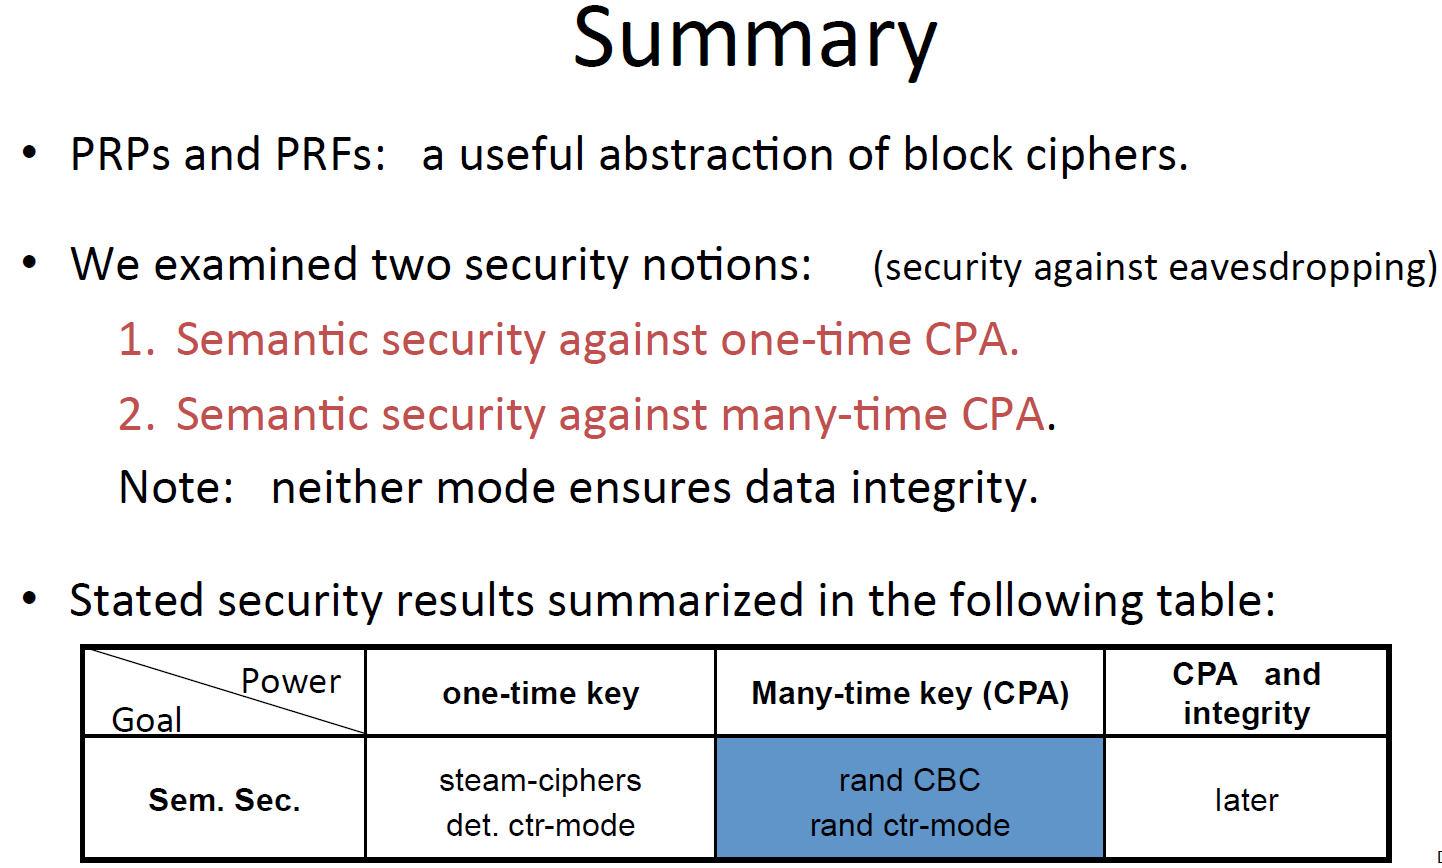 Summary
• PRPs and PRFs: a useful abstraction of block ciphers.
• We examined two security notions: (security against eavesdropping)
1. Semantic security against one-time CPA.
2. Semantic security against many-time CPA.
Note: neither mode ensures data integrity.
• Stated security results summarized in the following table:
Power
Goal
one-time key
Many-time key (CPA)
CPA and
integrity
Sem. Sec.
steam-ciphers
det. ctr-mode
rand CBC
rand ctr-mode
later